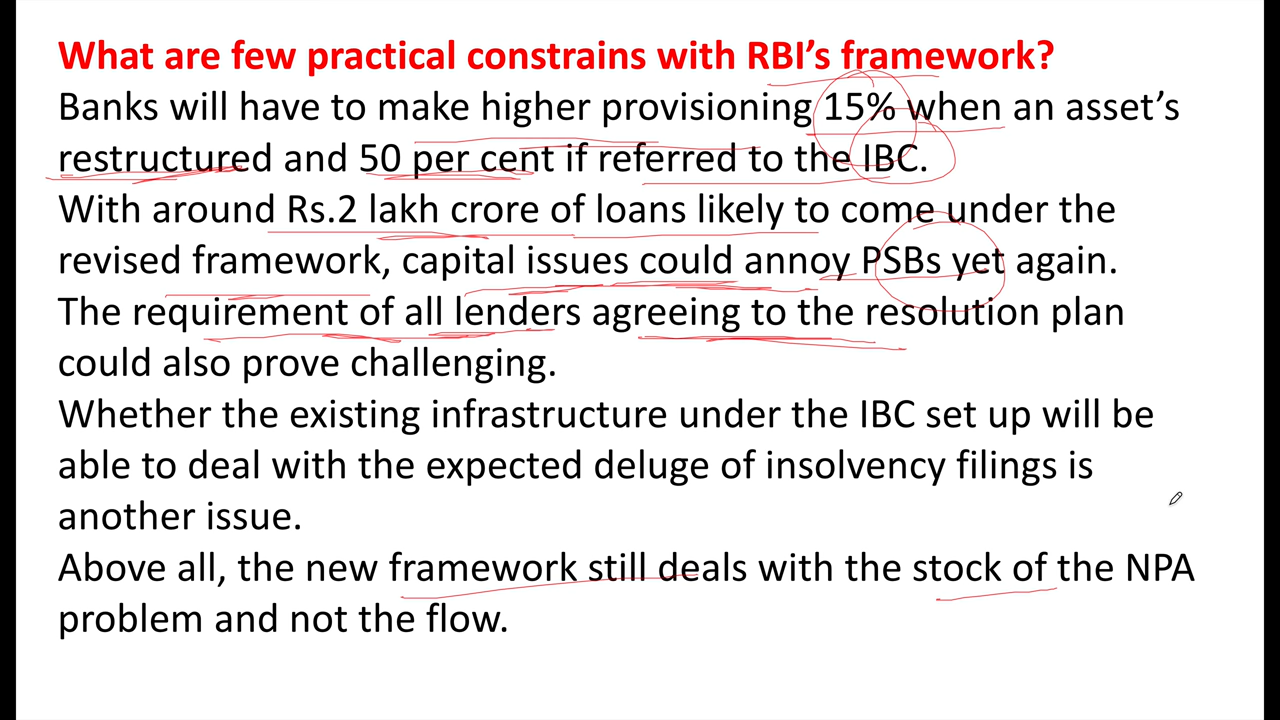 What are few practical constrains with RBI's framework?
Banks will have to make higher provisioning 15% when an asset's
restructured and 50 per cent if referred to the IBC.
With around Rs.2 lakh crore of loans likely to come under the
revised framework, capital issues could annoy PSBs yet again.
The requirement of all lenders agreeing to the resolution plan
could also prove challenging.
Whether the existing infrastructure under the IBC set up will be
able to deal with the expected deluge of insolvency filings is
another issue.
Above all, the new framework still deals with the stock of the NPA
problem and not the flow.